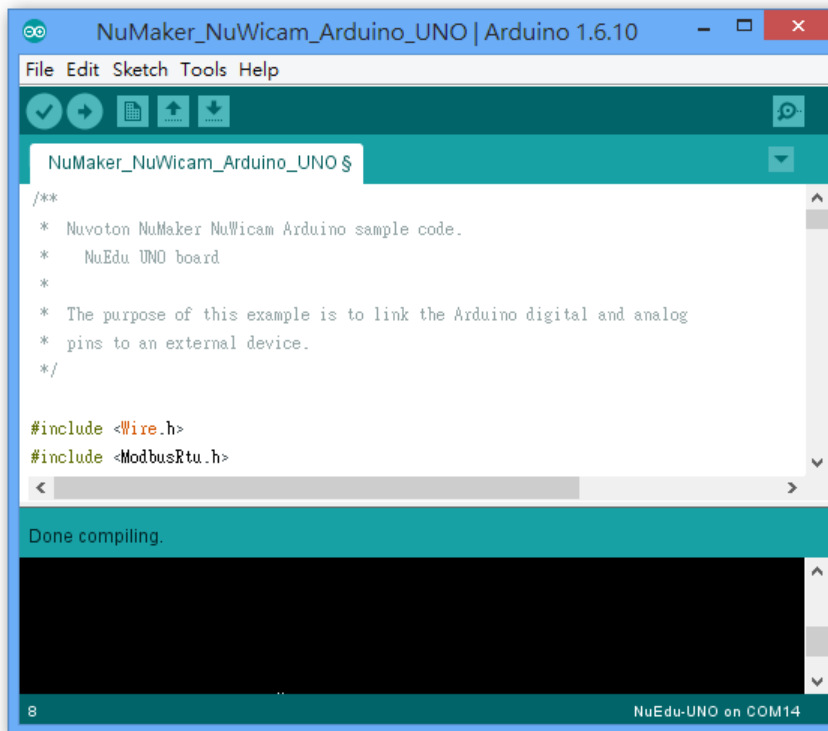 NuMaker_NuWicam_Arduino_UNO | Arduino 1.6.10
File Edit Sketch Tools Help
NuMaker_NuWicam_Arduino_UNO §
/**
 *  Nuvoton NuMaker NuWicam Arduino sample code.
 *    NuEdu UNO board
 *
 *  The purpose of this example is to link the Arduino digital and analog
 *  pins to an external device.
 */
#include <Wire.h>
#include <ModbusRtu.h>
Done compiling.
8 NuEdu-UNO on COM14